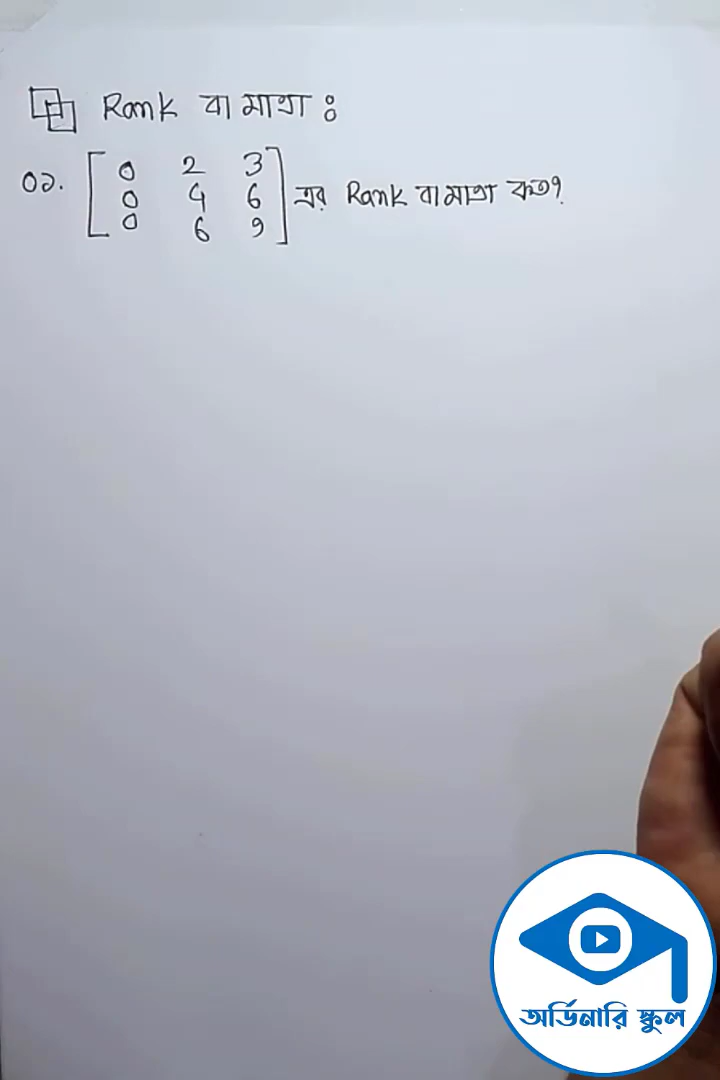 Rank বা মাত্রা :
০১. [ 0 2 3
0 4 6
0 6 9 ] এর Rank বা মাত্রা কত?
অর্ডিনারি স্কুল